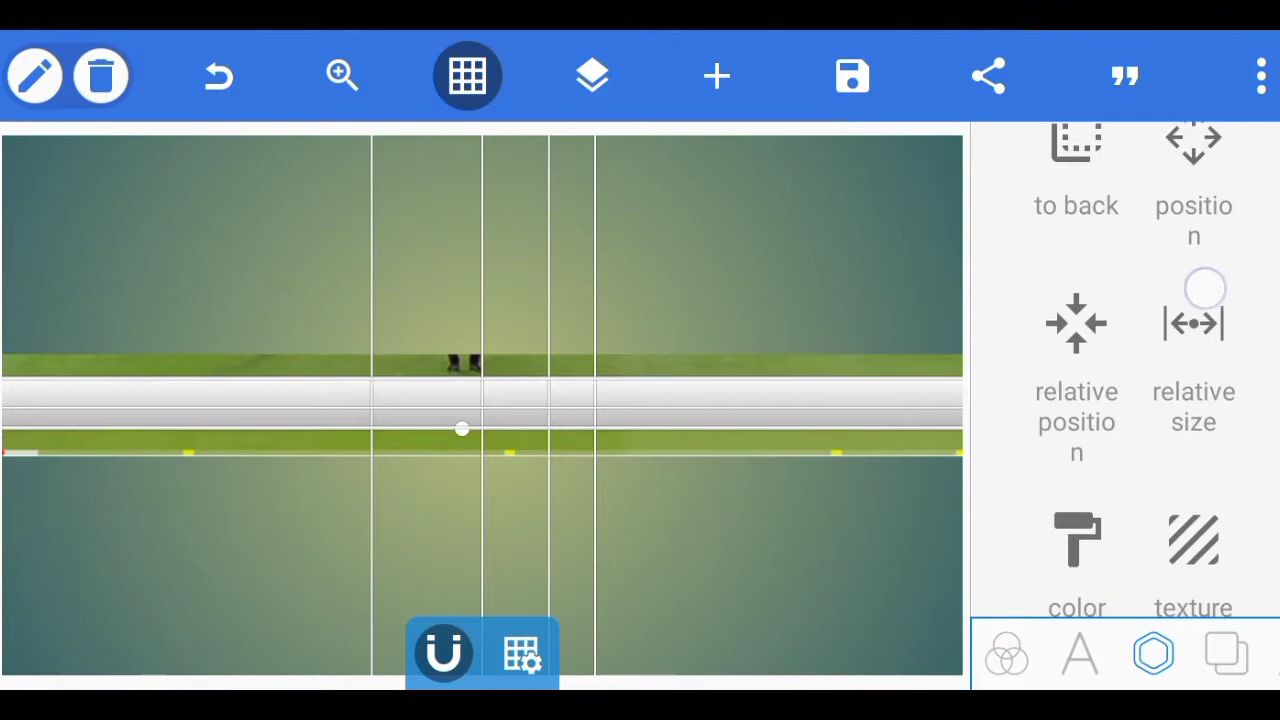 to back
positio
n
relative
positio
n
relative
size
color
texture